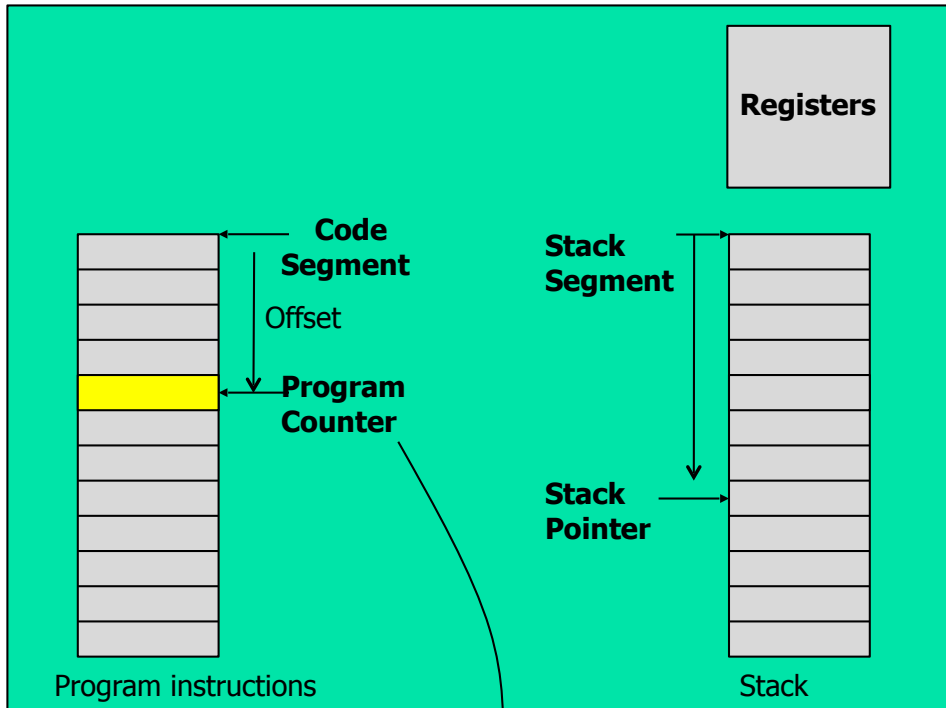 Registers
Code
Segment
Stack
Segment
Offset
Program
Counter
Stack
Pointer
Program instructions
Stack